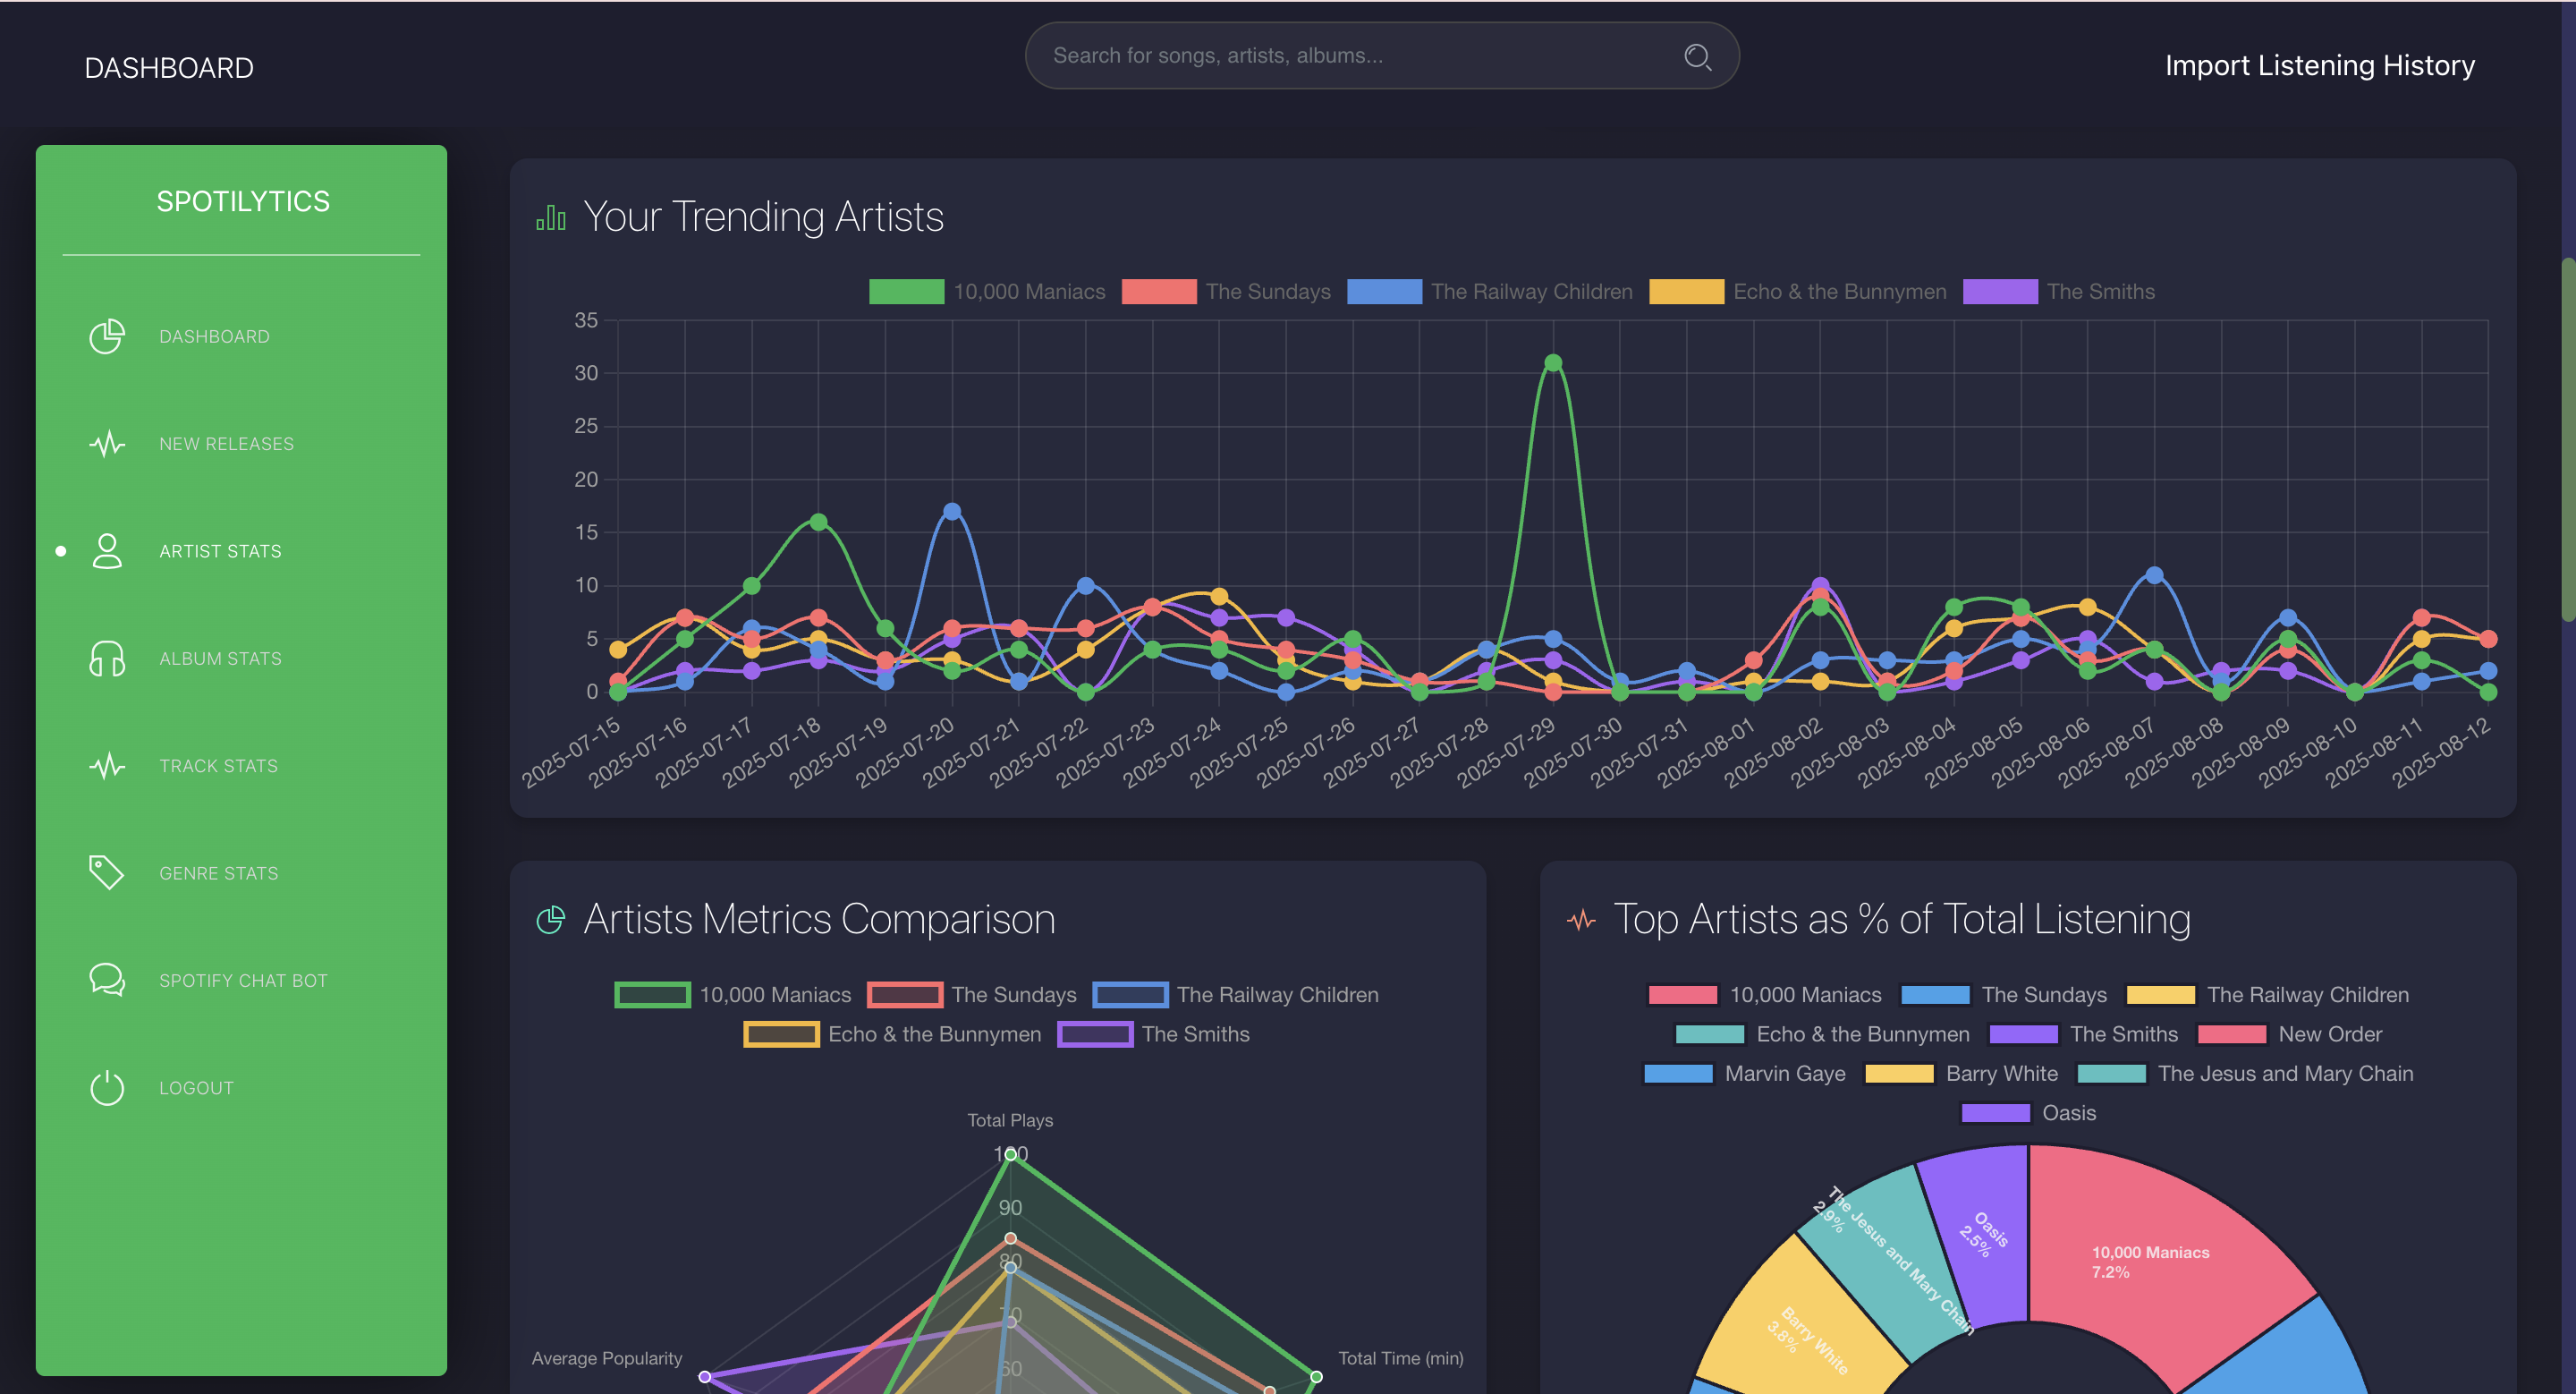 DASHBOARD
Search for songs, artists, albums...
Import Listening History
SPOTILYTICS
DASHBOARD
NEW RELEASES
ARTIST STATS
ALBUM STATS
TRACK STATS
GENRE STATS
SPOTIFY CHAT BOT
LOGOUT
Your Trending Artists
10,000 Maniacs The Sundays The Railway Children Echo & the Bunnymen The Smiths
35
30
25
20
15
10
5
0
2025-07-15 2025-07-16 2025-07-17 2025-07-18 2025-07-19 2025-07-20 2025-07-21 2025-07-22 2025-07-23 2025-07-24 2025-07-25 2025-07-26 2025-07-27 2025-07-28 2025-07-29 2025-07-30 2025-07-31 2025-08-01 2025-08-02 2025-08-03 2025-08-04 2025-08-05 2025-08-06 2025-08-07 2025-08-08 2025-08-09 2025-08-10 2025-08-11 2025-08-12
Artists Metrics Comparison
10,000 Maniacs The Sundays The Railway Children
Echo & the Bunnymen The Smiths
Total Plays
100
90
80
70
60
Average Popularity
Total Time (min)
Top Artists as % of Total Listening
10,000 Maniacs The Sundays The Railway Children
Echo & the Bunnymen The Smiths New Order
Marvin Gaye Barry White The Jesus and Mary Chain
Oasis
The Jesus and Mary Chain
2.9%
Oasis
2.5%
10,000 Maniacs
7.2%
Barry White
3.8%